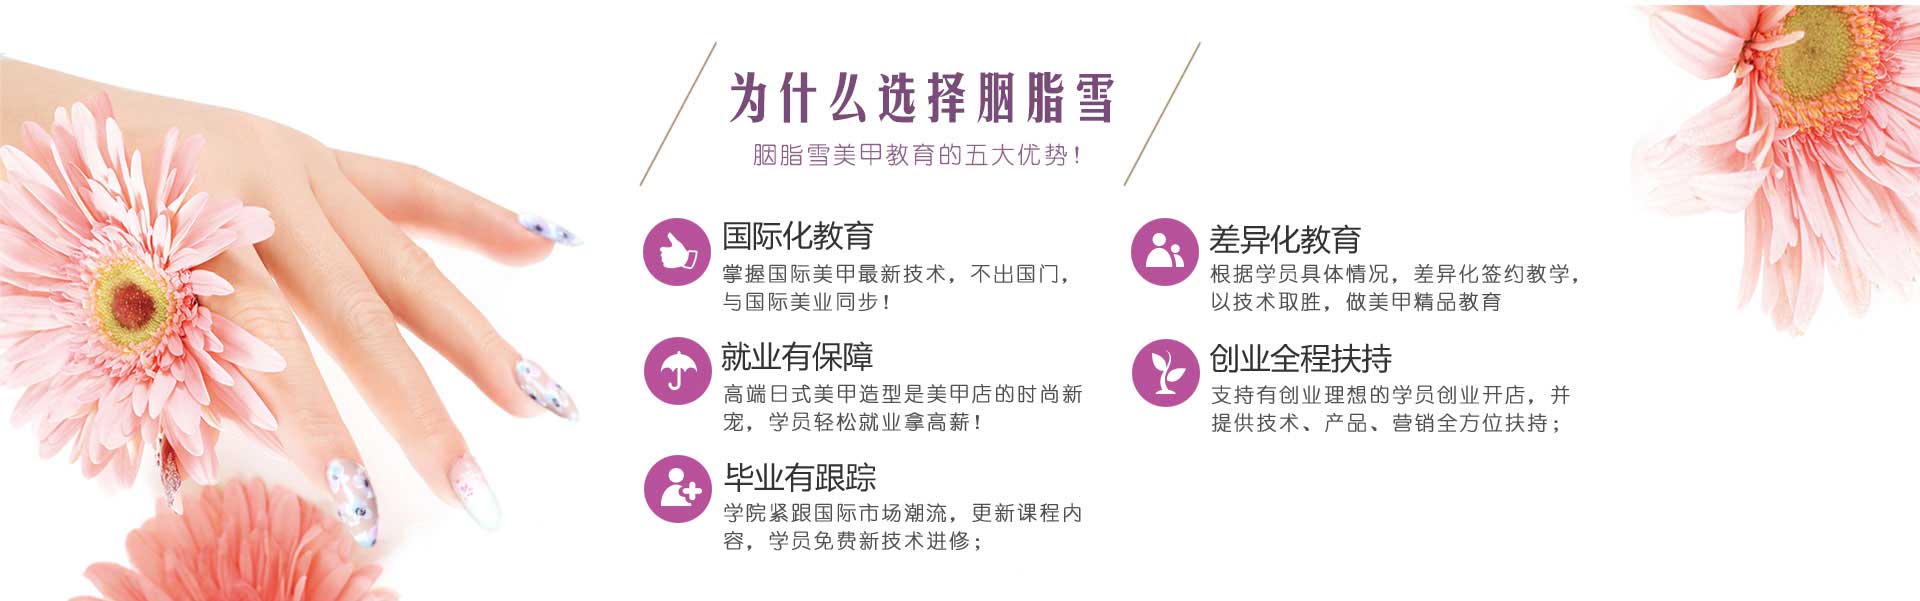 为什么选择胭脂雪
胭脂雪美甲教育的五大优势！
国际化教育
掌握国际美甲最新技术，不出国门，
与国际美业同步！
就业有保障
高端日式美甲造型是美甲店的时尚新
宠，学员轻松就业拿高薪！
毕业有跟踪
学院紧跟国际市场潮流，更新课程内
容，学员免费新技术进修；
差异化教育
根据学员具体情况，差异化签约教学，
以技术取胜，做美甲精品教育
创业全程扶持
支持有创业理想的学员创业开店，并
提供技术、产品、营销全方位扶持；